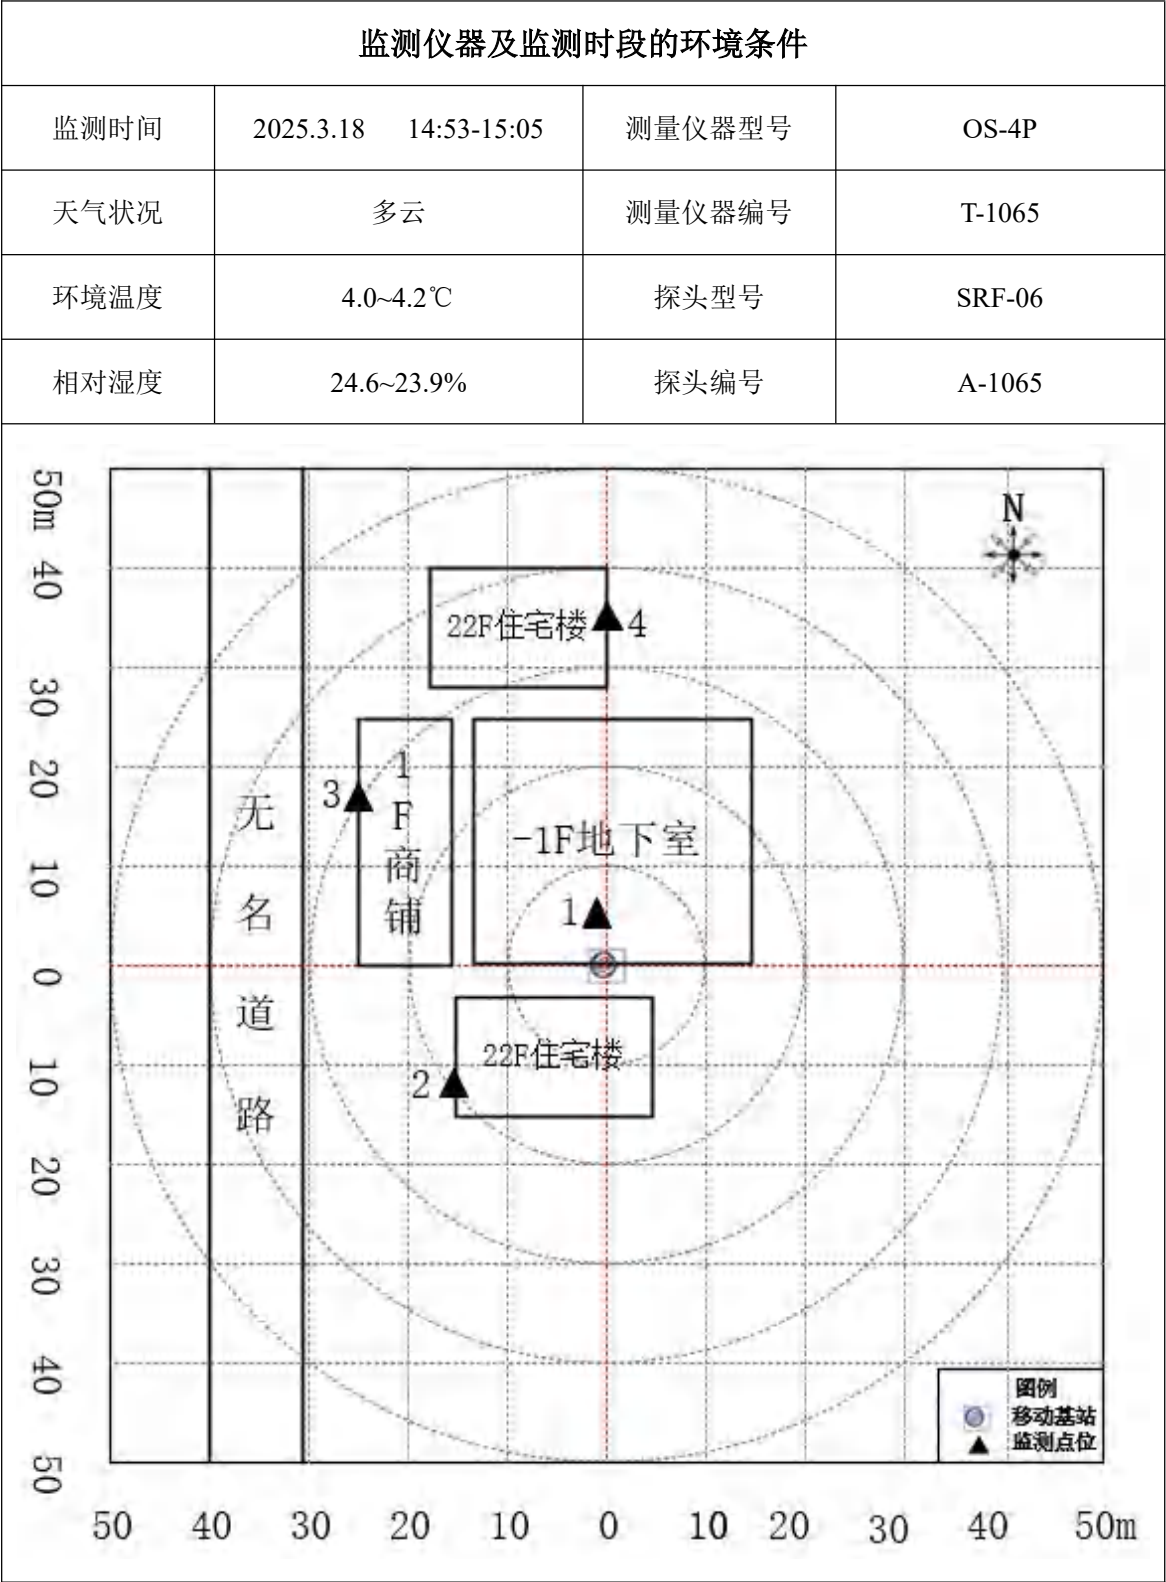 监测仪器及监测时段的环境条件
监测时间 2025.3.18 14:53-15:05 测量仪器型号 OS-4P
天气状况 多云 测量仪器编号 T-1065
环境温度 4.0~4.2℃ 探头型号 SRF-06
相对湿度 24.6~23.9% 探头编号 A-1065
50m
40
30
20
10
0
10
20
30
40
50
N
22F住宅楼
4
3
1F商铺
-1F地下室
1
无名道路
22F住宅楼
2
图例
移动基站
监测点位
50 40 30 20 10 0 10 20 30 40 50m